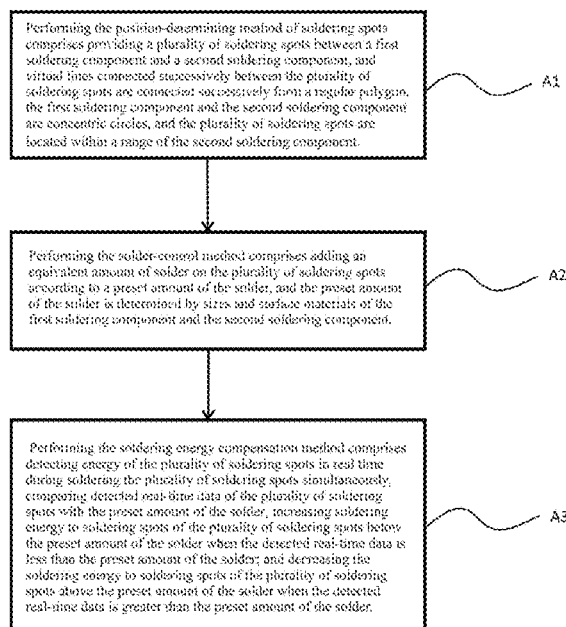 Performing the position-determining method of soldering spots
comprises providing a plurality of soldering spots between a first
soldering component and a second soldering component, and
virtual lines connected successively between the plurality of
soldering spots are connected successively form a regular polygon,
the first soldering component and the second soldering component
are concentric circles, and the plurality of soldering spots are
located within a range of the second soldering component.
A1
Performing the solder-control method comprises adding an
equivalent amount of solder on the plurality of soldering spots
according to a preset amount of the solder, and the preset amount
of the solder is determined by sizes and surface materials of the
first soldering component and the second soldering component.
A2
Performing the soldering energy compensation method comprises
detecting energy of the plurality of soldering spots in real time
during soldering the plurality of soldering spots simultaneously,
comparing detected real-time data of the plurality of soldering
spots with the preset amount of the solder, increasing soldering
energy to soldering spots of the plurality of soldering spots below
the preset amount of the solder when the detected real-time data is
less than the preset amount of the solder; and decreasing the
soldering energy to soldering spots of the plurality of soldering
spots above the preset amount of the solder when the detected
real-time data is greater than the preset amount of the solder.
A3